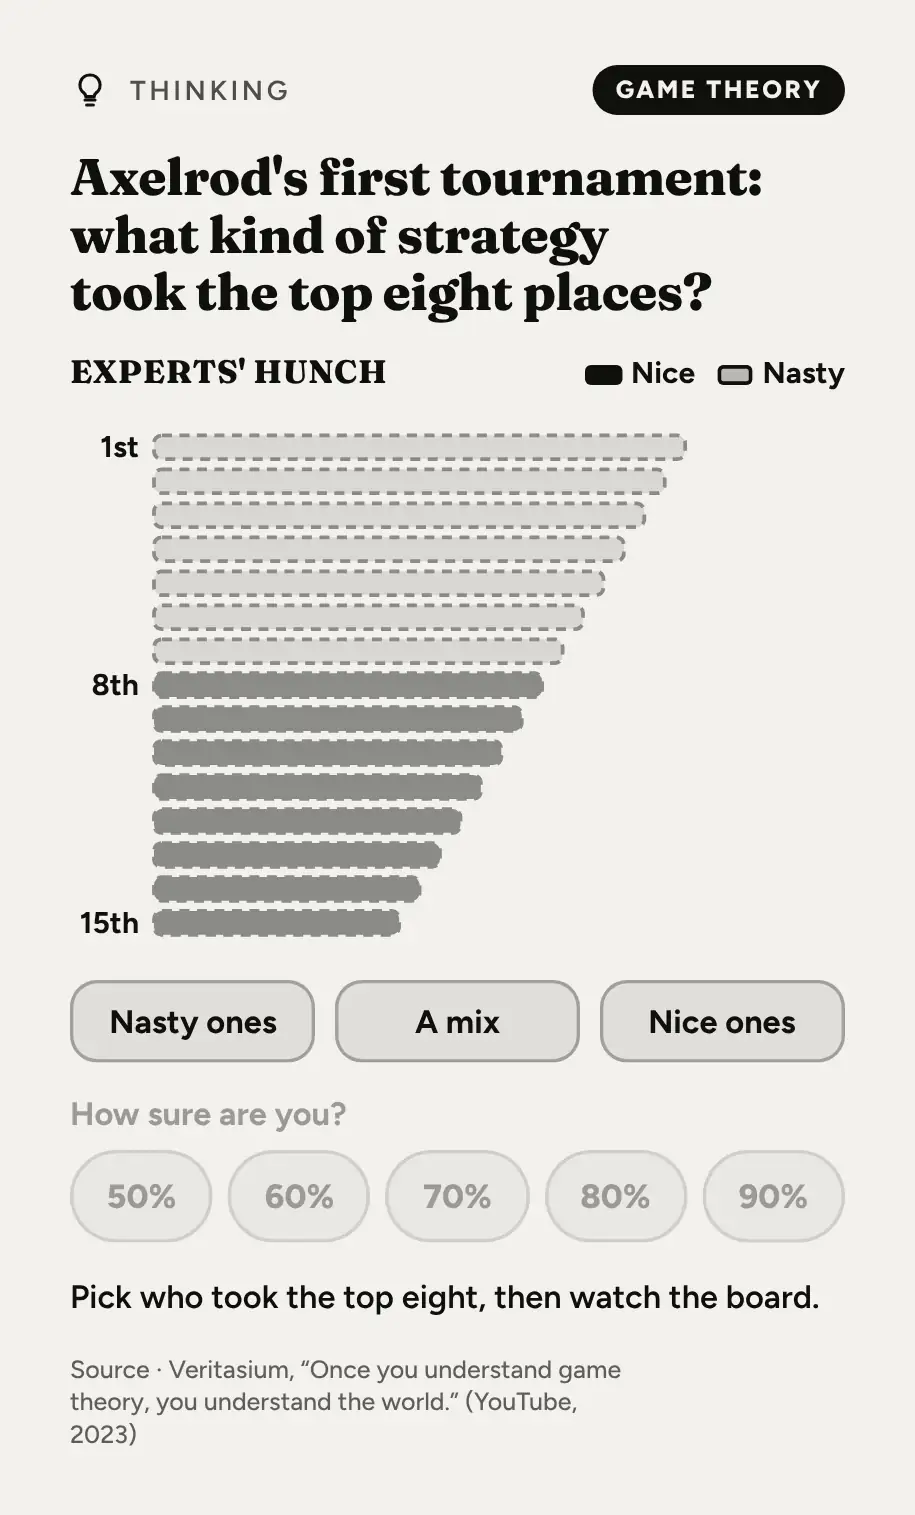 THINKING
GAME THEORY
Axelrod's first tournament:
what kind of strategy
took the top eight places?
EXPERTS' HUNCH
Nice
Nasty
1st
8th
15th
Nasty ones
A mix
Nice ones
How sure are you?
50%
60%
70%
80%
90%
Pick who took the top eight, then watch the board.
Source · Veritasium, “Once you understand game
theory, you understand the world.” (YouTube,
2023)